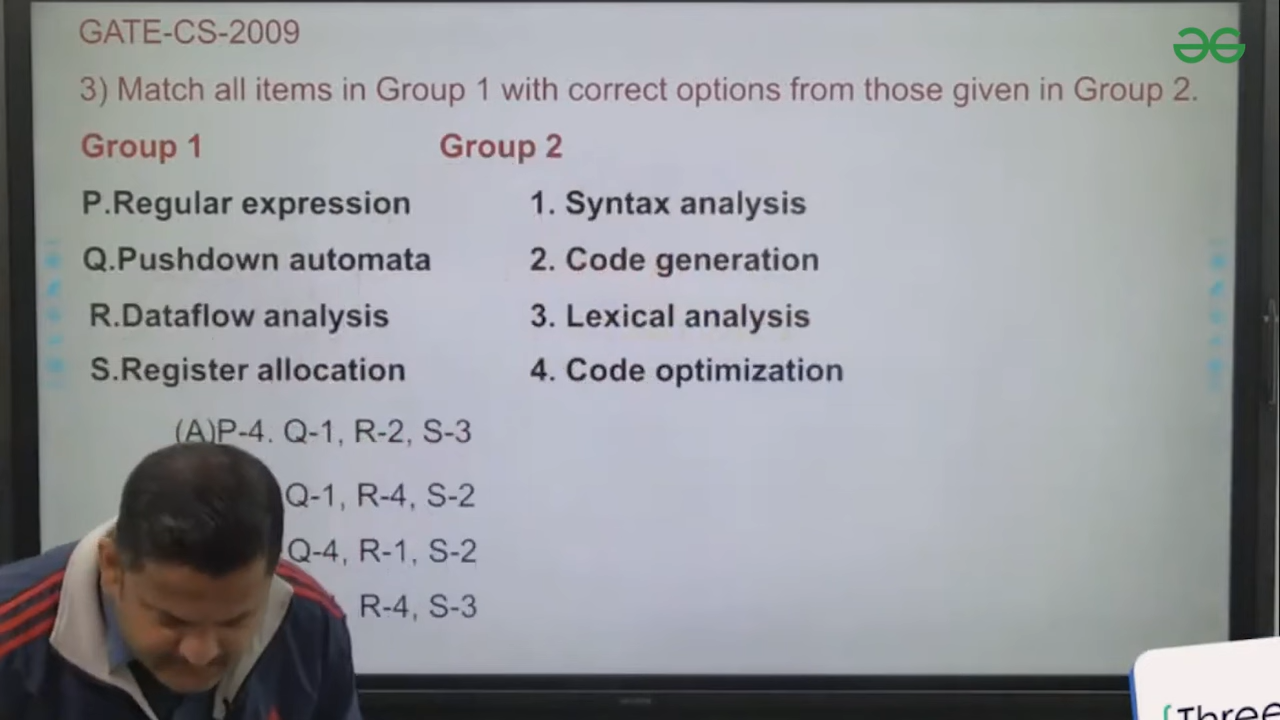 GATE-CS-2009
3) Match all items in Group 1 with correct options from those given in Group 2.
Group 1 Group 2
P.Regular expression 1. Syntax analysis
Q.Pushdown automata 2. Code generation
R.Dataflow analysis 3. Lexical analysis
S.Register allocation 4. Code optimization
(A)P-4. Q-1, R-2, S-3
Q-1, R-4, S-2
Q-4, R-1, S-2
R-4, S-3
{Three